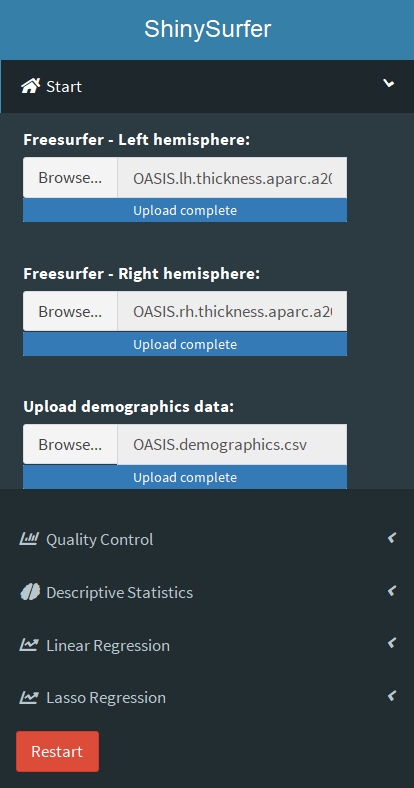 ShinySurfer
Start
Freesurfer - Left hemisphere:
Browse... OASIS.lh.thickness.aparc.a20
Upload complete
Freesurfer - Right hemisphere:
Browse... OASIS.rh.thickness.aparc.a20
Upload complete
Upload demographics data:
Browse... OASIS.demographics.csv
Upload complete
Quality Control
Descriptive Statistics
Linear Regression
Lasso Regression
Restart